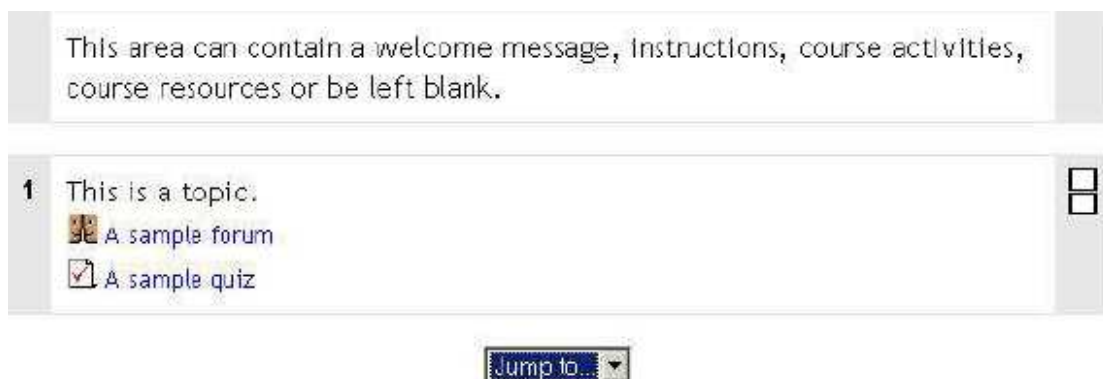 This area can contain a welcome message, instructions, course activities,
course resources or be left blank.
1 This is a topic.
A sample forum
A sample quiz
Jump to...